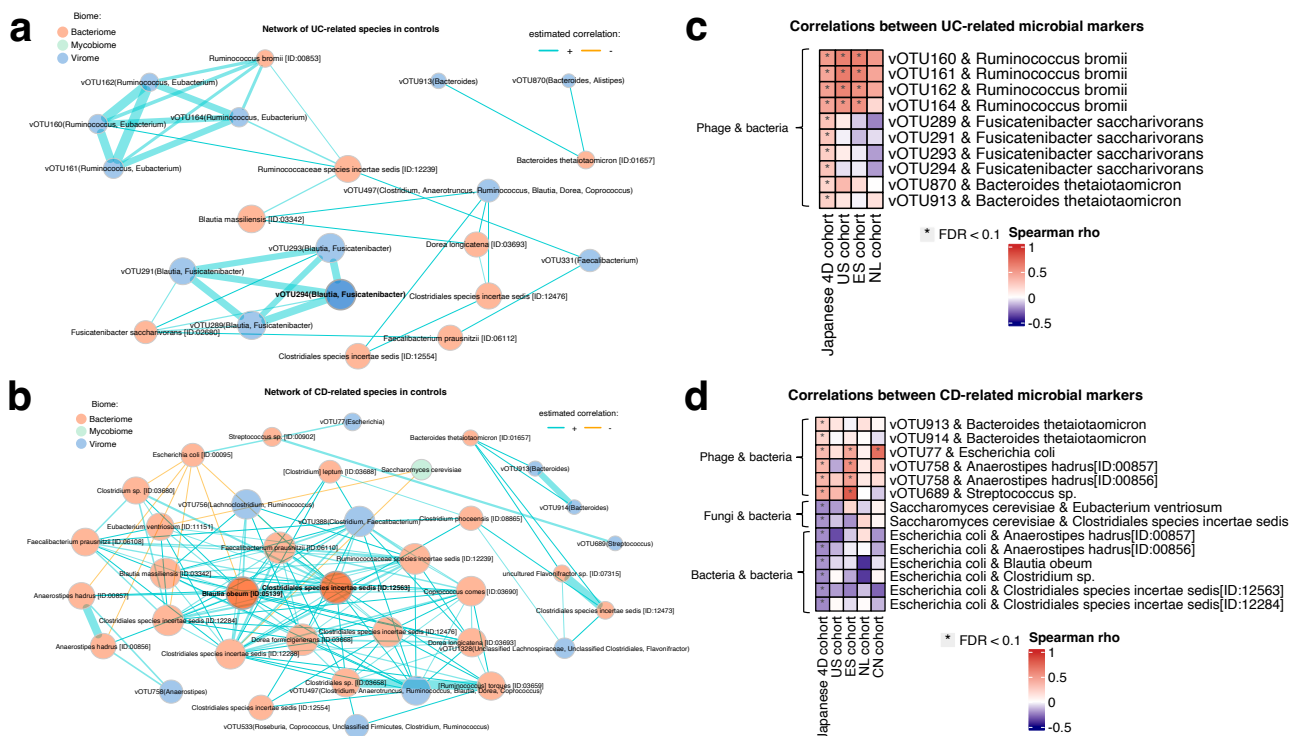 a
Biome:
Bacteriome
Mycobiome
Virome
Network of UC-related species in controls
estimated correlation:
+ -
Ruminococcus bromii [ID:00853]
vOTU162(Ruminococcus, Eubacterium)
vOTU913(Bacteroides)
vOTU870(Bacteroides, Alistipes)
vOTU164(Ruminococcus, Eubacterium)
vOTU160(Ruminococcus, Eubacterium)
vOTU161(Ruminococcus, Eubacterium)
Bacteroides thetaiotaomicron [ID:01657]
Ruminococcaceae species incertae sedis [ID:12239]
vOTU497(Clostridium, Anaerotruncus, Ruminococcus, Blautia, Dorea, Coprococcus)
Blautia massiliensis [ID:03342]
vOTU293(Blautia, Fusicatenibacter)
Dorea longicatena [ID:03693]
vOTU331(Faecalibacterium)
vOTU291(Blautia, Fusicatenibacter)
vOTU294(Blautia, Fusicatenibacter)
Clostridiales species incertae sedis [ID:12476]
vOTU289(Blautia, Fusicatenibacter)
Fusicatenibacter saccharivorans [ID:02680]
Faecalibacterium prausnitzii [ID:06112]
Clostridiales species incertae sedis [ID:12554]
b
Biome:
Bacteriome
Mycobiome
Virome
Network of CD-related species in controls
estimated correlation:
+ -
vOTU77(Escherichia)
Streptococcus sp. [ID:00902]
Bacteroides thetaiotaomicron [ID:01657]
Escherichia coli [ID:00095]
[Clostridium] leptum [ID:03688]
Saccharomyces cerevisiae
vOTU913(Bacteroides)
Clostridium sp. [ID:03680]
vOTU756(Lachnoclostridium, Ruminococcus)
vOTU914(Bacteroides)
Eubacterium ventriosum [ID:11151]
vOTU388(Clostridium, Faecalibacterium)
Clostridium phoceensis [ID:08865]
Faecalibacterium prausnitzii [ID:06108]
Faecalibacterium prausnitzii [ID:06110]
vOTU689(Streptococcus)
Ruminococcaceae species incertae sedis [ID:12239]
Blautia massiliensis [ID:03342]
uncultured Flavonifractor sp. [ID:07315]
Anaerostipes hadrus [ID:00857]
Blautia obeum [ID:05139]
Clostridiales species incertae sedis [ID:12563]
Coprococcus comes [ID:03690]
Clostridiales species incertae sedis [ID:12473]
Clostridiales species incertae sedis [ID:12284]
Clostridiales species incertae sedis [ID:12476]
Dorea formicigenerans [ID:03668]
Dorea longicatena [ID:03693]
Anaerostipes hadrus [ID:00856]
Clostridiales species incertae sedis [ID:12286]
vOTU1328(Unclassified Lachnospiraceae, Unclassified Clostridiales, Flavonifractor)
Clostridiales sp. [ID:03658]
[Ruminococcus] torques [ID:03659]
vOTU758(Anaerostipes)
vOTU497(Clostridium, Anaerotruncus, Ruminococcus, Blautia, Dorea, Coprococcus)
Clostridiales species incertae sedis [ID:12554]
vOTU533(Roseburia, Coprococcus, Unclassified Firmicutes, Clostridium, Ruminococcus)
c
Correlations between UC-related microbial markers
Phage & bacteria
* * * vOTU160 & Ruminococcus bromii
* * * vOTU161 & Ruminococcus bromii
* * * vOTU162 & Ruminococcus bromii
* * * vOTU164 & Ruminococcus bromii
* vOTU289 & Fusicatenibacter saccharivorans
* vOTU291 & Fusicatenibacter saccharivorans
* vOTU293 & Fusicatenibacter saccharivorans
* vOTU294 & Fusicatenibacter saccharivorans
* vOTU870 & Bacteroides thetaiotaomicron
* vOTU913 & Bacteroides thetaiotaomicron
Japanese 4D cohort
US cohort
ES cohort
NL cohort
* FDR < 0.1
Spearman rho
1
0.5
0
-0.5
d
Correlations between CD-related microbial markers
Phage & bacteria
* vOTU913 & Bacteroides thetaiotaomicron
* vOTU914 & Bacteroides thetaiotaomicron
* * * vOTU77 & Escherichia coli
* * vOTU758 & Anaerostipes hadrus[ID:00857]
* * vOTU758 & Anaerostipes hadrus[ID:00856]
* * vOTU689 & Streptococcus sp.
Fungi & bacteria
* Saccharomyces cerevisiae & Eubacterium ventriosum
* Saccharomyces cerevisiae & Clostridiales species incertae sedis
Bacteria & bacteria
* Escherichia coli & Anaerostipes hadrus[ID:00857]
* Escherichia coli & Anaerostipes hadrus[ID:00856]
* Escherichia coli & Blautia obeum
* Escherichia coli & Clostridium sp.
* Escherichia coli & Clostridiales species incertae sedis[ID:12563]
* Escherichia coli & Clostridiales species incertae sedis[ID:12284]
Japanese 4D cohort
US cohort
ES cohort
NL cohort
CN cohort
* FDR < 0.1
Spearman rho
1
0.5
0
-0.5